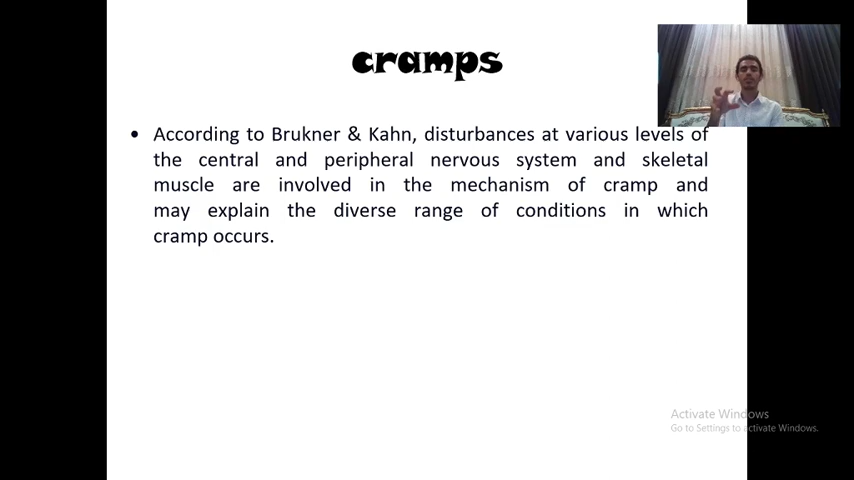 cramps
• According to Brukner & Kahn, disturbances at various levels of
the central and peripheral nervous system and skeletal
muscle are involved in the mechanism of cramp and
may explain the diverse range of conditions in which
cramp occurs.
Activate Windows
Go to Settings to activate Windows.